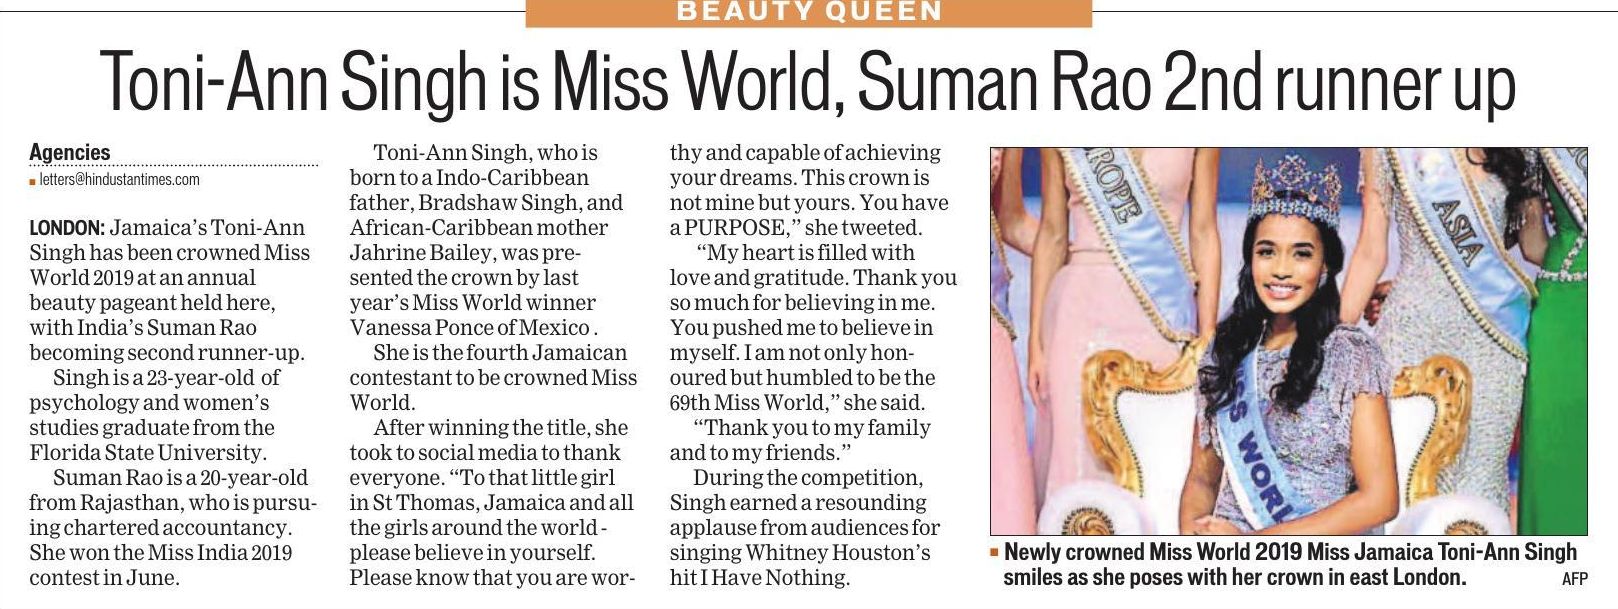 BEAUTY QUEEN
Toni-Ann Singh is Miss World, Suman Rao 2nd runner up
Agencies
letters@hindustantimes.com
LONDON: Jamaica's Toni-Ann
Singh has been crowned Miss
World 2019 at an annual
beauty pageant held here,
with India's Suman Rao
becoming second runner-up.
Singh is a 23-year-old of
psychology and women's
studies graduate from the
Florida State University.
Suman Rao is a 20-year-old
from Rajasthan, who is pursu-
ing chartered accountancy.
She won the Miss India 2019
contest in June.
Toni-Ann Singh, who is
born to a Indo-Caribbean
father, Bradshaw Singh, and
African-Caribbean mother
Jahrine Bailey, was pre-
sented the crown by last
year's Miss World winner
Vanessa Ponce of Mexico .
She is the fourth Jamaican
contestant to be crowned Miss
World.
After winning the title, she
took to social media to thank
everyone. “To that little girl
in St Thomas, Jamaica and all
the girls around the world -
please believe in yourself.
Please know that you are wor-
thy and capable of achieving
your dreams. This crown is
not mine but yours. You have
a PURPOSE,” she tweeted.
“My heart is filled with
love and gratitude. Thank you
so much for believing in me.
You pushed me to believe in
myself. I am not only hon-
oured but humbled to be the
69th Miss World,” she said.
“Thank you to my family
and to my friends.”
During the competition,
Singh earned a resounding
applause from audiences for
singing Whitney Houston's
hit I Have Nothing.
ROPE
ASIA
SS WORL
Newly crowned Miss World 2019 Miss Jamaica Toni-Ann Singh
smiles as she poses with her crown in east London.
AFP